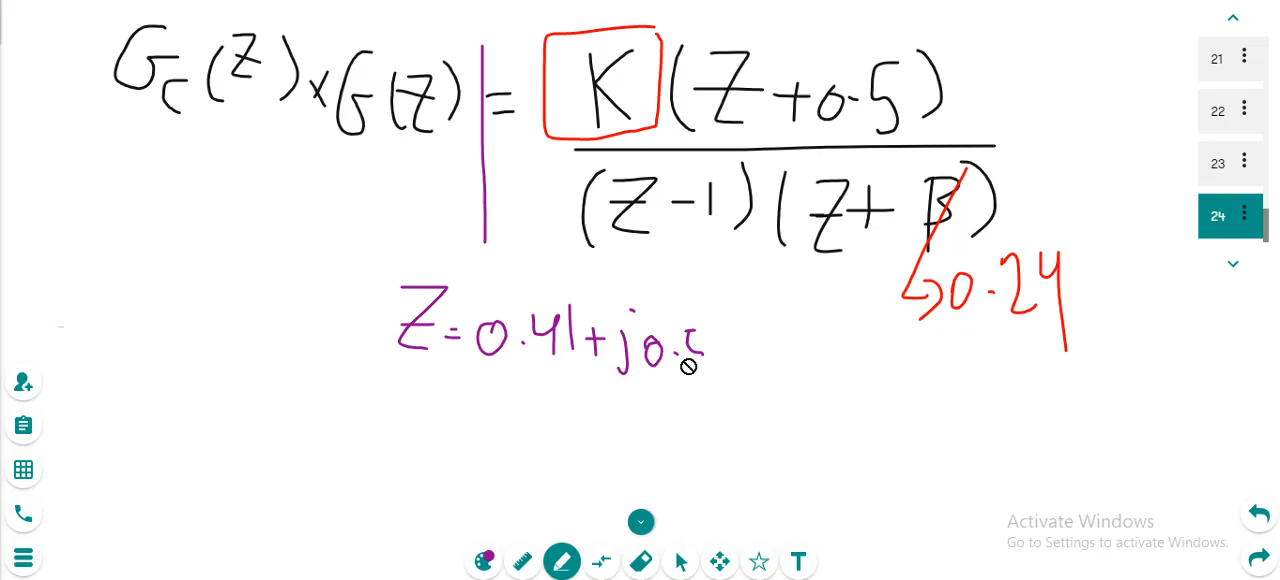 Gc(Z) x G(Z) | = K (Z + 0.5)
(Z - 1) (Z + B)
→ 0.24
Z = 0.41 + j0.5
21
22
23
24
Activate Windows
Go to Settings to activate Windows.
T